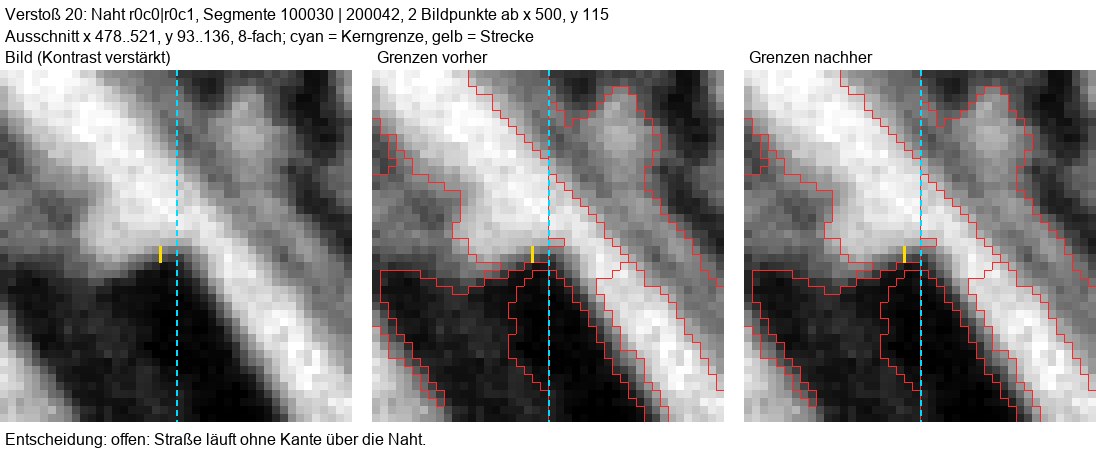 Verstoß 20: Naht r0c0|r0c1, Segmente 100030 | 200042, 2 Bildpunkte ab x 500, y 115
Ausschnitt x 478..521, y 93..136, 8-fach; cyan = Kerngrenze, gelb = Strecke
Bild (Kontrast verstärkt) Grenzen vorher Grenzen nachher
Entscheidung: offen: Straße läuft ohne Kante über die Naht.